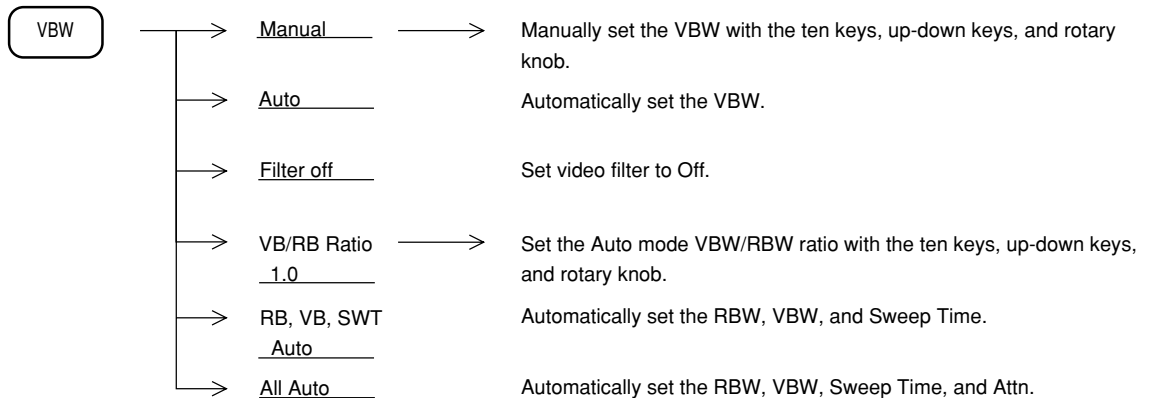 VBW
Manual
Manually set the VBW with the ten keys, up-down keys, and rotary
knob.
Auto
Automatically set the VBW.
Filter off
Set video filter to Off.
VB/RB Ratio
1.0
Set the Auto mode VBW/RBW ratio with the ten keys, up-down keys,
and rotary knob.
RB, VB, SWT
Auto
Automatically set the RBW, VBW, and Sweep Time.
All Auto
Automatically set the RBW, VBW, Sweep Time, and Attn.